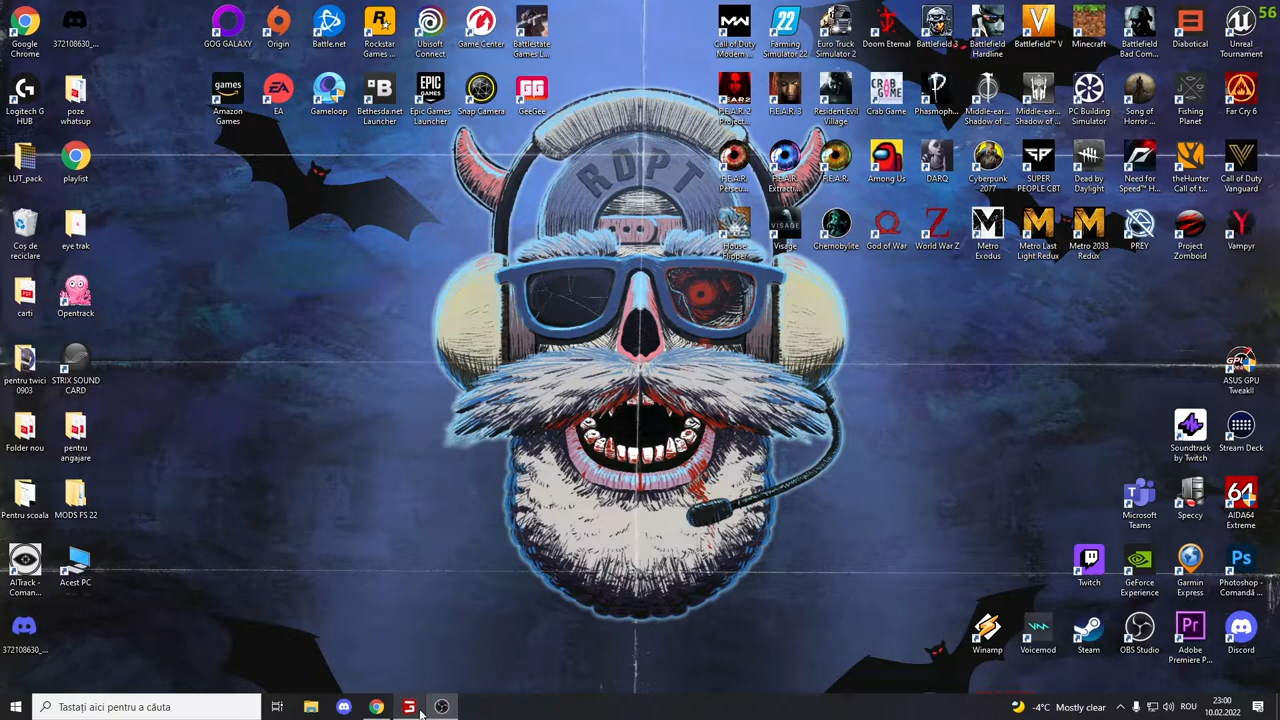 Google Chrome
372108630_...
GOG GALAXY
Origin
Battle.net
Rockstar Games ...
Ubisoft Connect
Game Center
Battlestate Games L...
Call of Duty Modern ...
Farming Simulator 22
Euro Truck Simulator 2
Doom Eternal
Battlefield 3
Battlefield Hardline
Battlefield™ V
Minecraft
Battlefield Bad Com...
Diabotical
Unreal Tournament
56
Logitech G HUB
poze whatsup
Amazon Games
EA
Gameloop
Bethesda.net Launcher
Epic Games Launcher
Snap Camera
GeeGee
F.E.A.R. 2 Project...
F.E.A.R. 3
Resident Evil Village
Crab Game
Phasmoph...
Middle-ear... Shadow of ...
Middle-ear... Shadow of ...
PC Building Simulator
Song of Horror ...
Fishing Planet
Far Cry 6
LUT_pack
playlist
RDPT
F.E.A.R. Perseu...
F.E.A.R. Extracti...
F.E.A.R.
Among Us
DARQ
Cyberpunk -2077
SUPER PEOPLE CBT
Dead by Daylight
Need for Speed™ H...
theHunter Call of t...
Call of Duty Vanguard
Coș de reciclare
eye trak
House Flipper
Visage
Chernobylite
God of War
World War Z
Metro Exodus
Metro Last Light Redux
Metro 2033 Redux
PREY
Project Zomboid
Vampyr
carti
Opentrack
pentru twici 0903
STRIX SOUND CARD
ASUS GPU TweakII
Folder nou
pentru angajare
Soundtrack by Twitch
Stream Deck
Pentru școala
MODS FS 22
Microsoft Teams
Speccy
AIDA64 Extreme
AITrack - Coman...
Acest PC
Twitch
GeForce Experience
Garmin Express
Photoshop - Comandă ...
372108630_...
Winamp
Voicemod
Steam
OBS Studio
Adobe Premiere P...
Discord
Tastați aici pentru a căuta
-4°C Mostly clear
ROU
23:00
10.02.2022